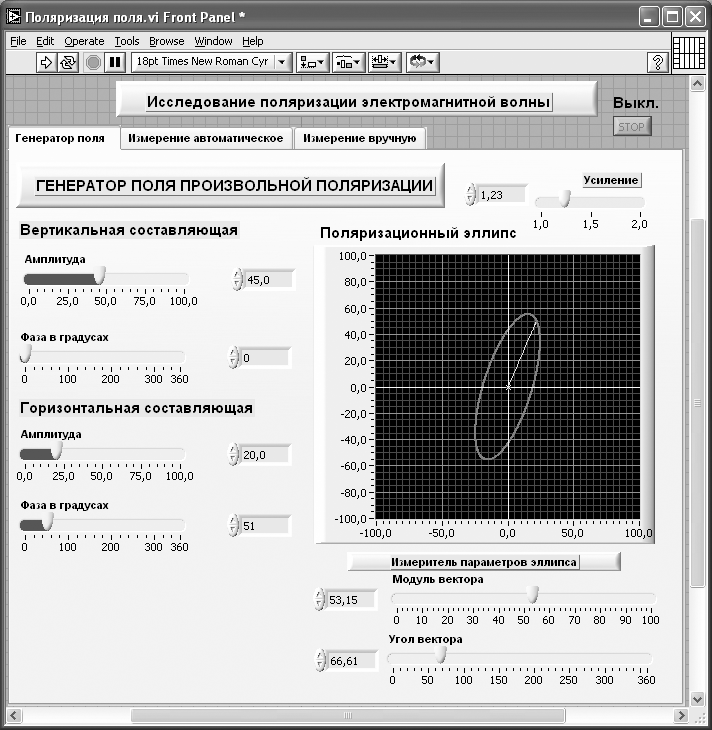 Поляризация поля.vi Front Panel *
File Edit Operate Tools Browse Window Help
18pt Times New Roman Cyr
Исследование поляризации электромагнитной волны
Выкл.
STOP
Генератор поля Измерение автоматическое Измерение вручную
ГЕНЕРАТОР ПОЛЯ ПРОИЗВОЛЬНОЙ ПОЛЯРИЗАЦИИ
1,23
Усиление
1,0 1,5 2,0
Вертикальная составляющая
Амплитуда
45,0
0,0 25,0 50,0 75,0 100,0
Фаза в градусах
0
0 100 200 300 360
Горизонтальная составляющая
Амплитуда
20,0
0,0 25,0 50,0 75,0 100,0
Фаза в градусах
51
0 100 200 300 360
Поляризационный эллипс
100,0
80,0
60,0
40,0
20,0
0,0
-20,0
-40,0
-60,0
-80,0
-100,0
-100,0 0,0 100,0
Измеритель параметров эллипса
Модуль вектора
53,15
0 10 20 30 40 50 60 70 80 90 100
Угол вектора
66,61
0 50 100 150 200 250 300 360